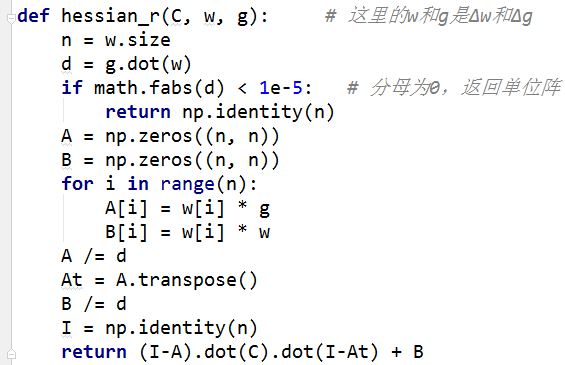 def hessian_r(C, w, g):     # 这里的w和g是Δw和Δg
    n = w.size
    d = g.dot(w)
    if math.fabs(d) < 1e-5:   # 分母为0，返回单位阵
        return np.identity(n)
    A = np.zeros((n, n))
    B = np.zeros((n, n))
    for i in range(n):
        A[i] = w[i] * g
        B[i] = w[i] * w
    A /= d
    At = A.transpose()
    B /= d
    I = np.identity(n)
    return (I-A).dot(C).dot(I-At) + B